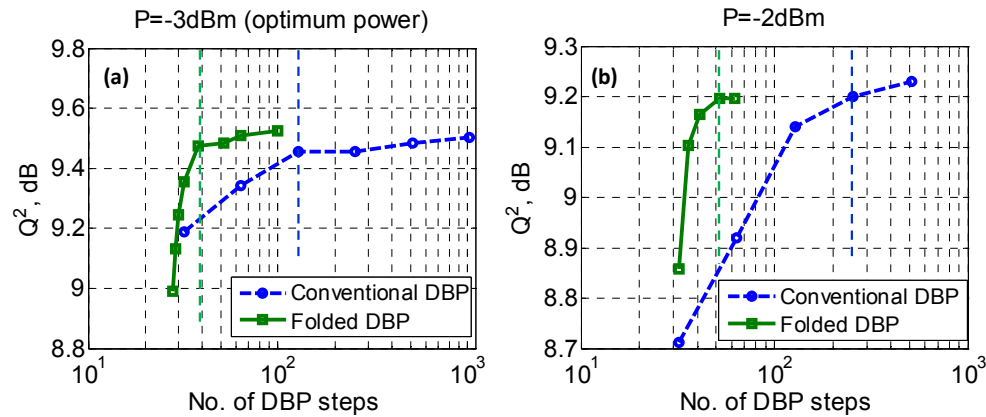 P=-3dBm (optimum power)
(a)
9.8
9.6
9.4
9.2
9
8.8
Q², dB
10¹
10²
10³
No. of DBP steps
Conventional DBP
Folded DBP
P=-2dBm
(b)
9.3
9.2
9.1
9
8.9
8.8
8.7
Q², dB
10¹
10²
10³
No. of DBP steps
Conventional DBP
Folded DBP